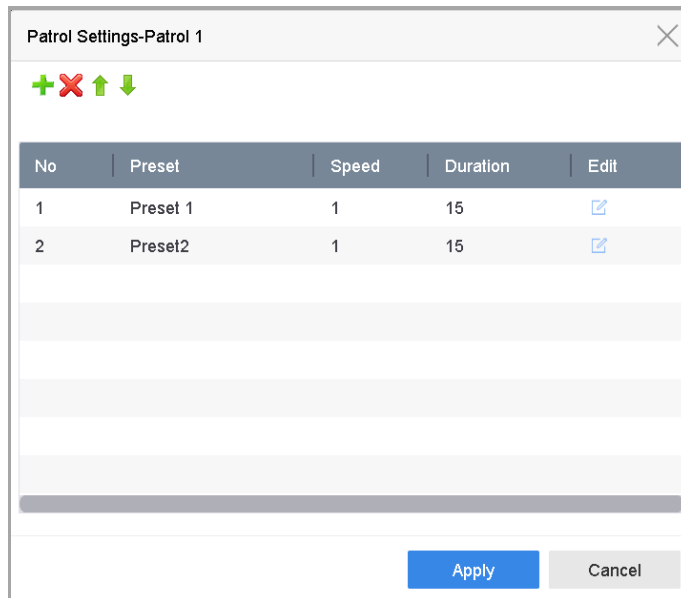 Patrol Settings-Patrol 1
No Preset Speed Duration Edit
1 Preset 1 1 15
2 Preset2 1 15
Apply Cancel